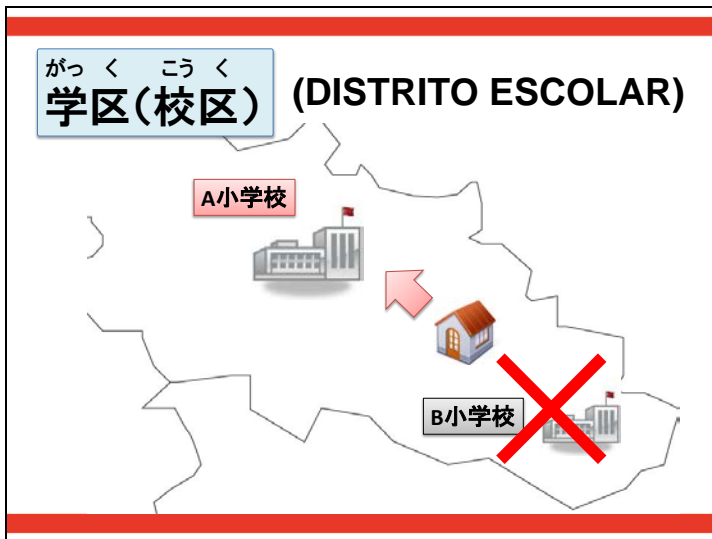 がっ く こう く
学区(校区) (DISTRITO ESCOLAR)
A小学校
B小学校